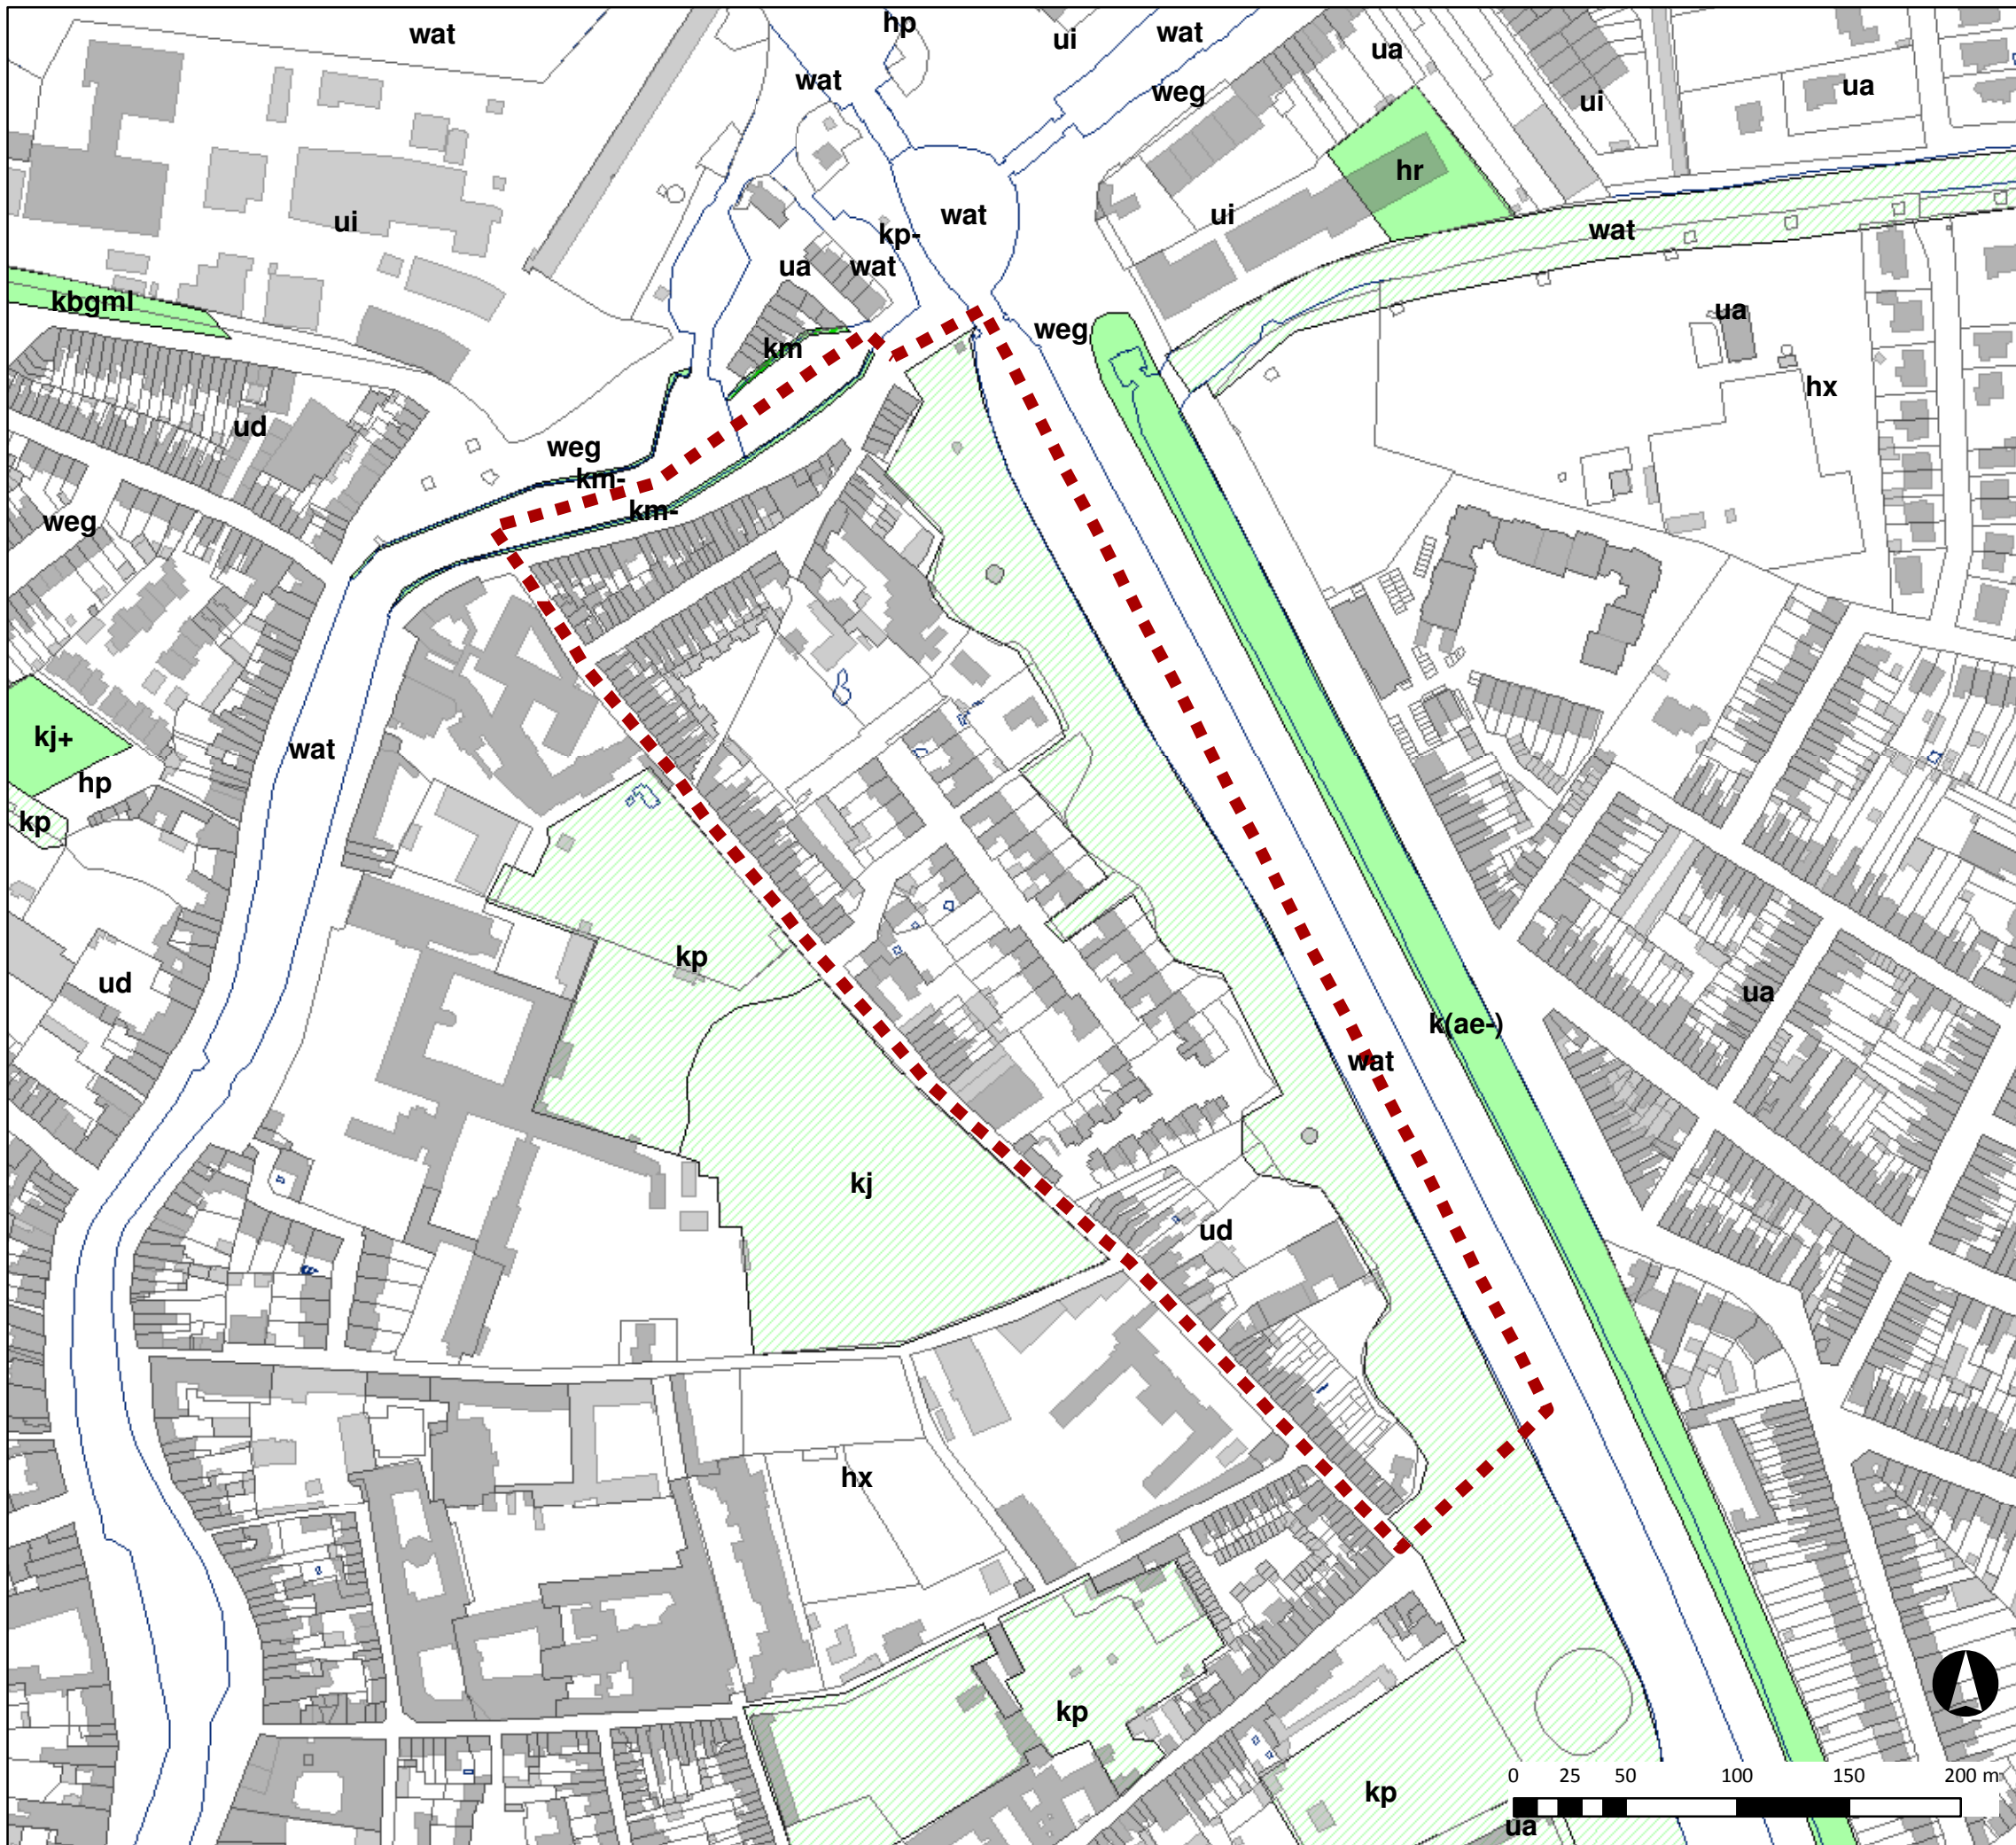 hp
wat
ui
wat
ua
wat
ua
weg
ui
hr
kp-
wat
ui
ui
wat
ua
wat
kbgml
ua
weg
km
hx
ud
weg
km-
km-
weg
kj+
wat
hp
kp
kp
ud
ua
k(ae-)
wat
kj
ud
hx
kp
kp
0 25 50 100 150 200 m
ua